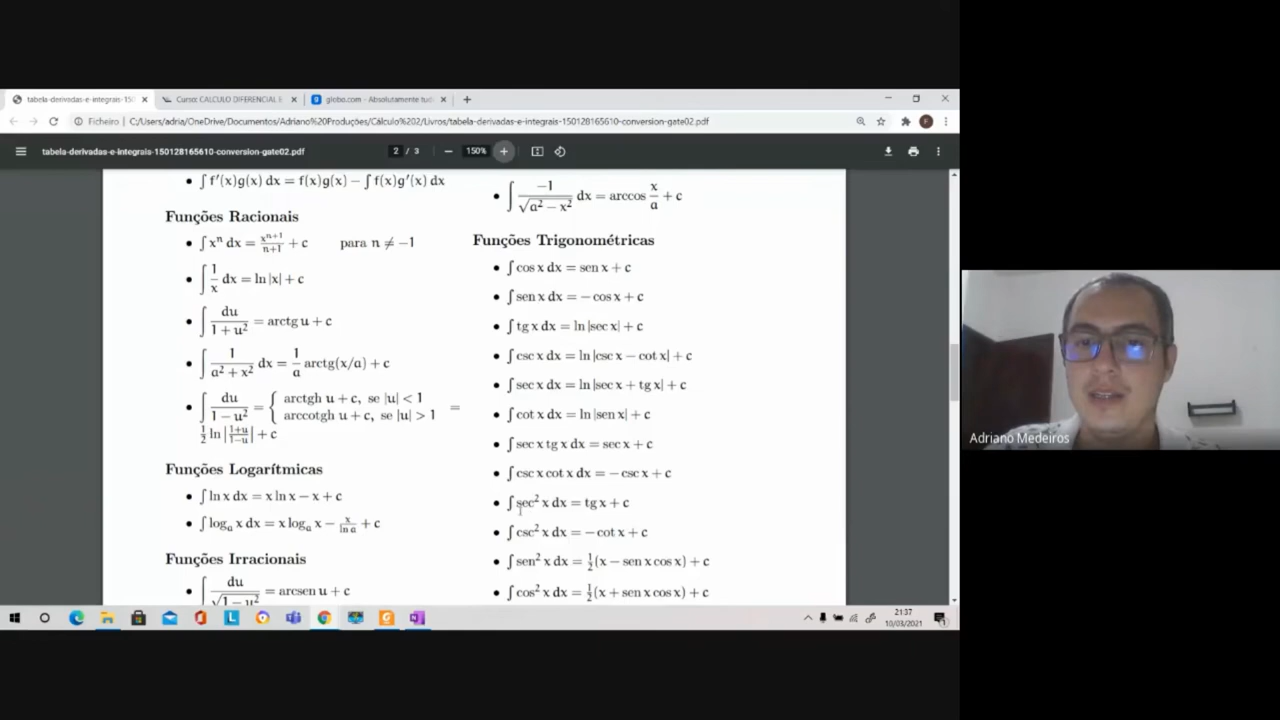 tabela-derivadas-e-integrais-150
Curso: CALCULO DIFERENCIAL E
globo.com - Absolutamente tud
Ficheiro | C:/Users/adria/OneDrive/Documentos/Adriano%20Produções/Cálculo%202/Livros/tabela-derivadas-e-integrais-150128165610-conversion-gate02.pdf
tabela-derivadas-e-integrais-150128165610-conversion-gate02.pdf
2 / 3
150%
• ∫ f′(x)g(x) dx = f(x)g(x) − ∫ f(x)g′(x) dx
Funções Racionais
• ∫ xⁿ dx = xⁿ⁺¹/n+1 + c para n ≠ −1
• ∫ 1/x dx = ln |x| + c
• ∫ du/1 + u² = arctg u + c
• ∫ 1/a² + x² dx = 1/a arctg(x/a) + c
• ∫ du/1 − u² = { arctgh u + c, se |u| < 1
arccotgh u + c, se |u| > 1 =
½ ln |1+u/1−u| + c
Funções Logarítmicas
• ∫ ln x dx = x ln x − x + c
• ∫ logₐ x dx = x logₐ x − x/ln a + c
Funções Irracionais
• ∫ du/√1 − u² = arcsen u + c
• ∫ −1/√a² − x² dx = arccos x/a + c
Funções Trigonométricas
• ∫ cos x dx = sen x + c
• ∫ sen x dx = − cos x + c
• ∫ tg x dx = ln |sec x| + c
• ∫ csc x dx = ln |csc x − cot x| + c
• ∫ sec x dx = ln |sec x + tg x| + c
• ∫ cot x dx = ln |sen x| + c
• ∫ sec x tg x dx = sec x + c
• ∫ csc x cot x dx = − csc x + c
• ∫ sec² x dx = tg x + c
• ∫ csc² x dx = − cot x + c
• ∫ sen² x dx = ½(x − sen x cos x) + c
• ∫ cos² x dx = ½(x + sen x cos x) + c
Adriano Medeiros
21:37
10/03/2021